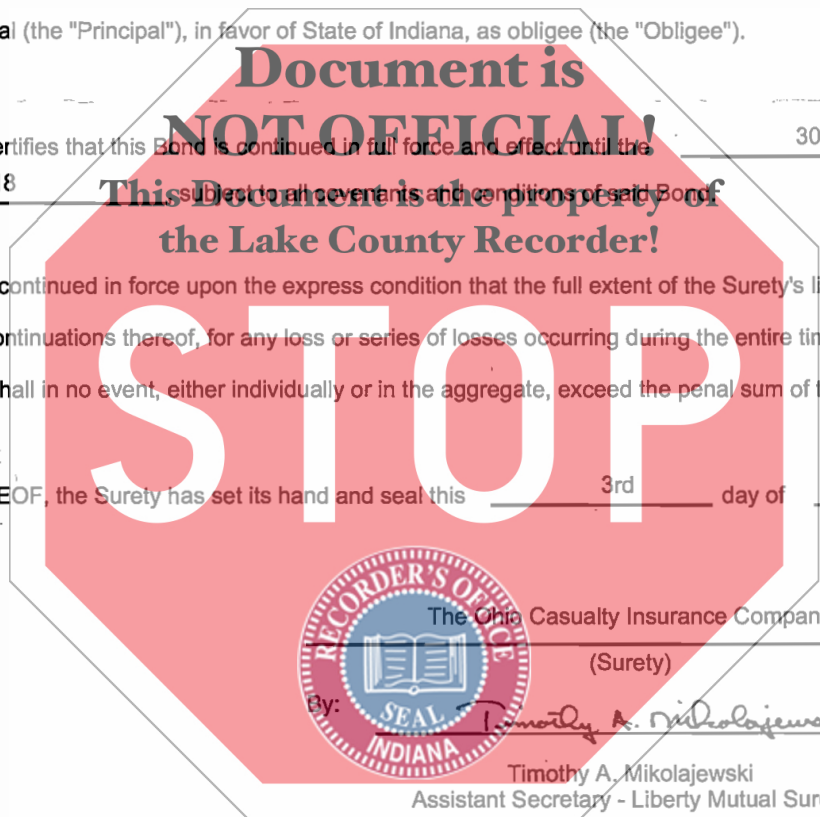 al (the "Principal"), in favor of State of Indiana, as obligee (the "Obligee").
Document is
NOT OFFICIAL!
ertifies that this Bond is continued in full force and effect until the 30
This Document is the property of
8 subject to all covenants and conditions of said Bond.
the Lake County Recorder!
continued in force upon the express condition that the full extent of the Surety's li
ontinuations thereof, for any loss or series of losses occurring during the entire tim
hall in no event, either individually or in the aggregate, exceed the penal sum of t
STOP
EOF, the Surety has set its hand and seal this 3rd day of
RECORDER'S OFFICE
The Ohio Casualty Insurance Compan
(Surety)
By: Timothy A. Mikolajews
SEAL
INDIANA
Timothy A. Mikolajewski
Assistant Secretary - Liberty Mutual Sure